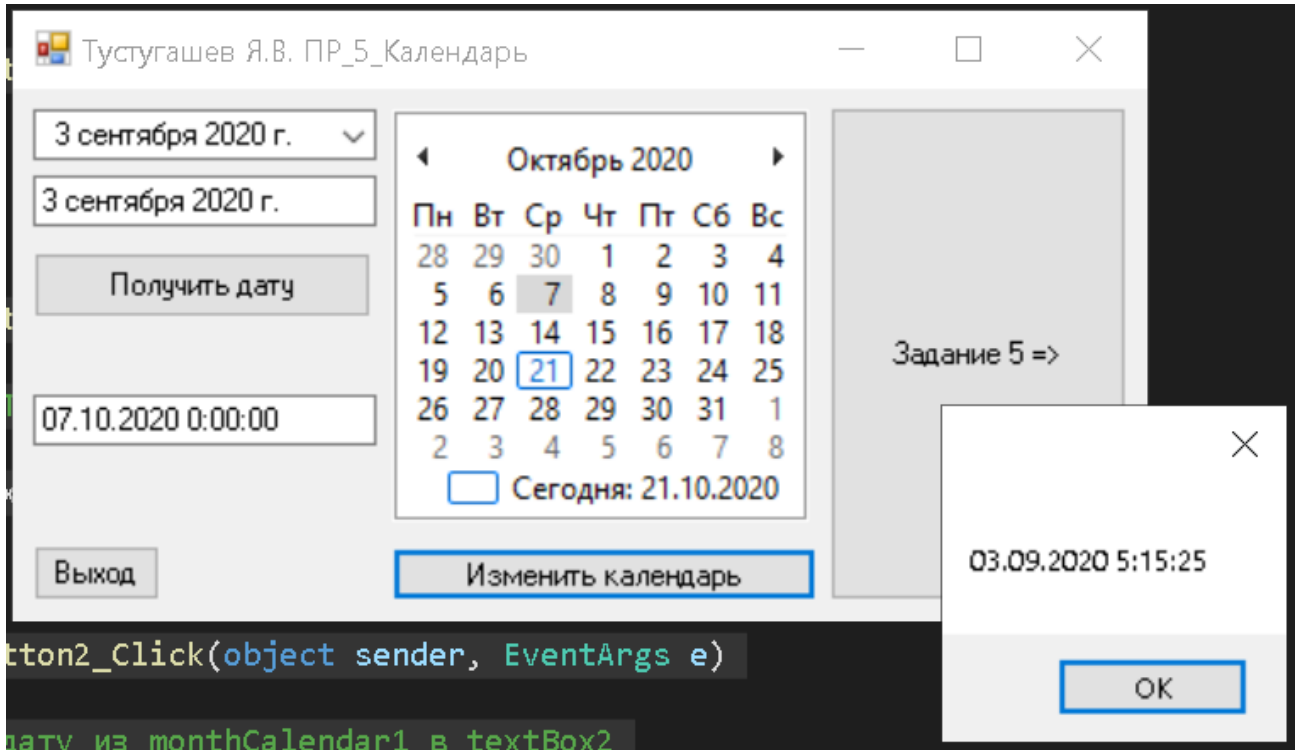 Тустугашев Я.В. ПР_5_Календарь
3 сентября 2020 г.
3 сентября 2020 г.
Получить дату
07.10.2020 0:00:00
Выход
Октябрь 2020
Пн Вт Ср Чт Пт Сб Вс
28 29 30 1 2 3 4
5 6 7 8 9 10 11
12 13 14 15 16 17 18
19 20 21 22 23 24 25
26 27 28 29 30 31 1
2 3 4 5 6 7 8
Сегодня: 21.10.2020
Изменить календарь
Задание 5 =>
03.09.2020 5:15:25
OK
tton2_Click(object sender, EventArgs e)
дату из monthCalendar1 в textBox2